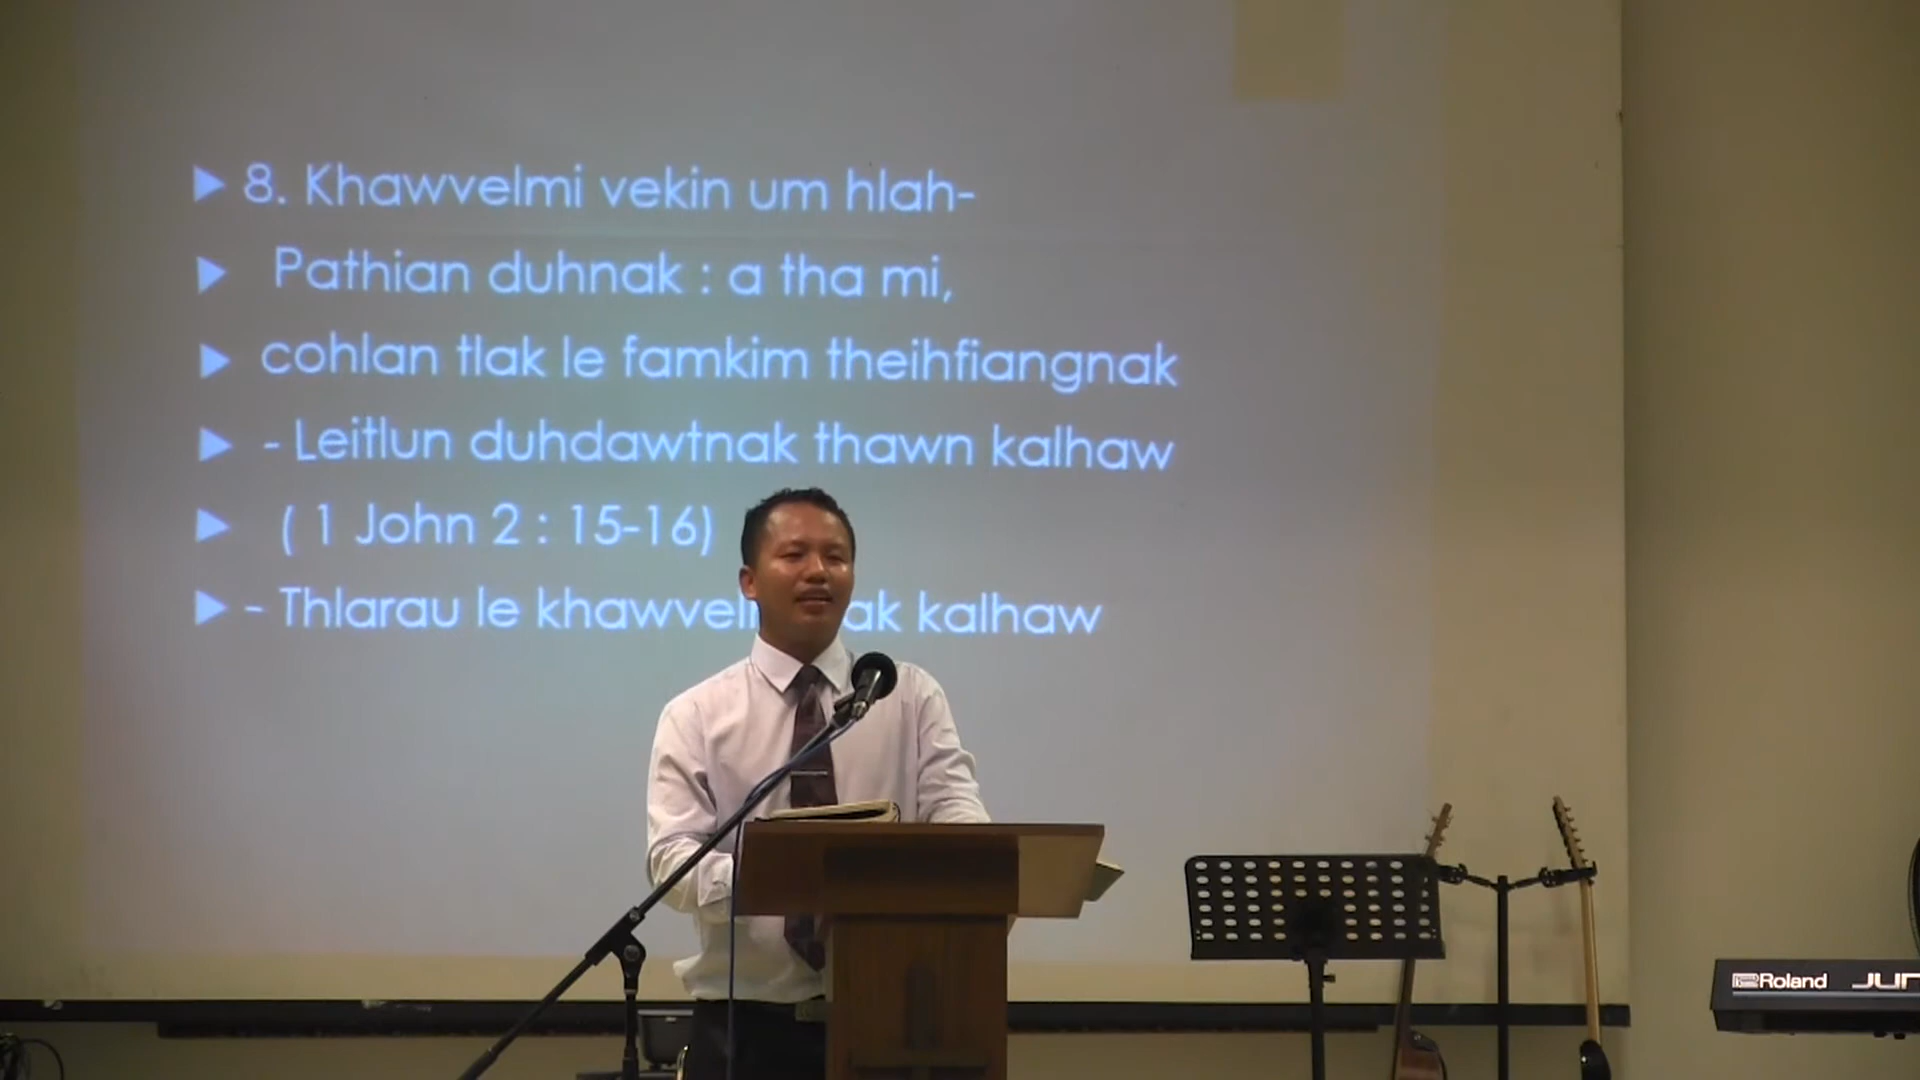 8. Khawvelmi vekin um hlah-
Pathian duhnak : a tha mi,
cohlan tlak le famkim theihfiangnak
- Leitlun duhdawtnak thawn kalhaw
( 1 John 2 : 15-16)
- Thlarau le kalhaw
Roland